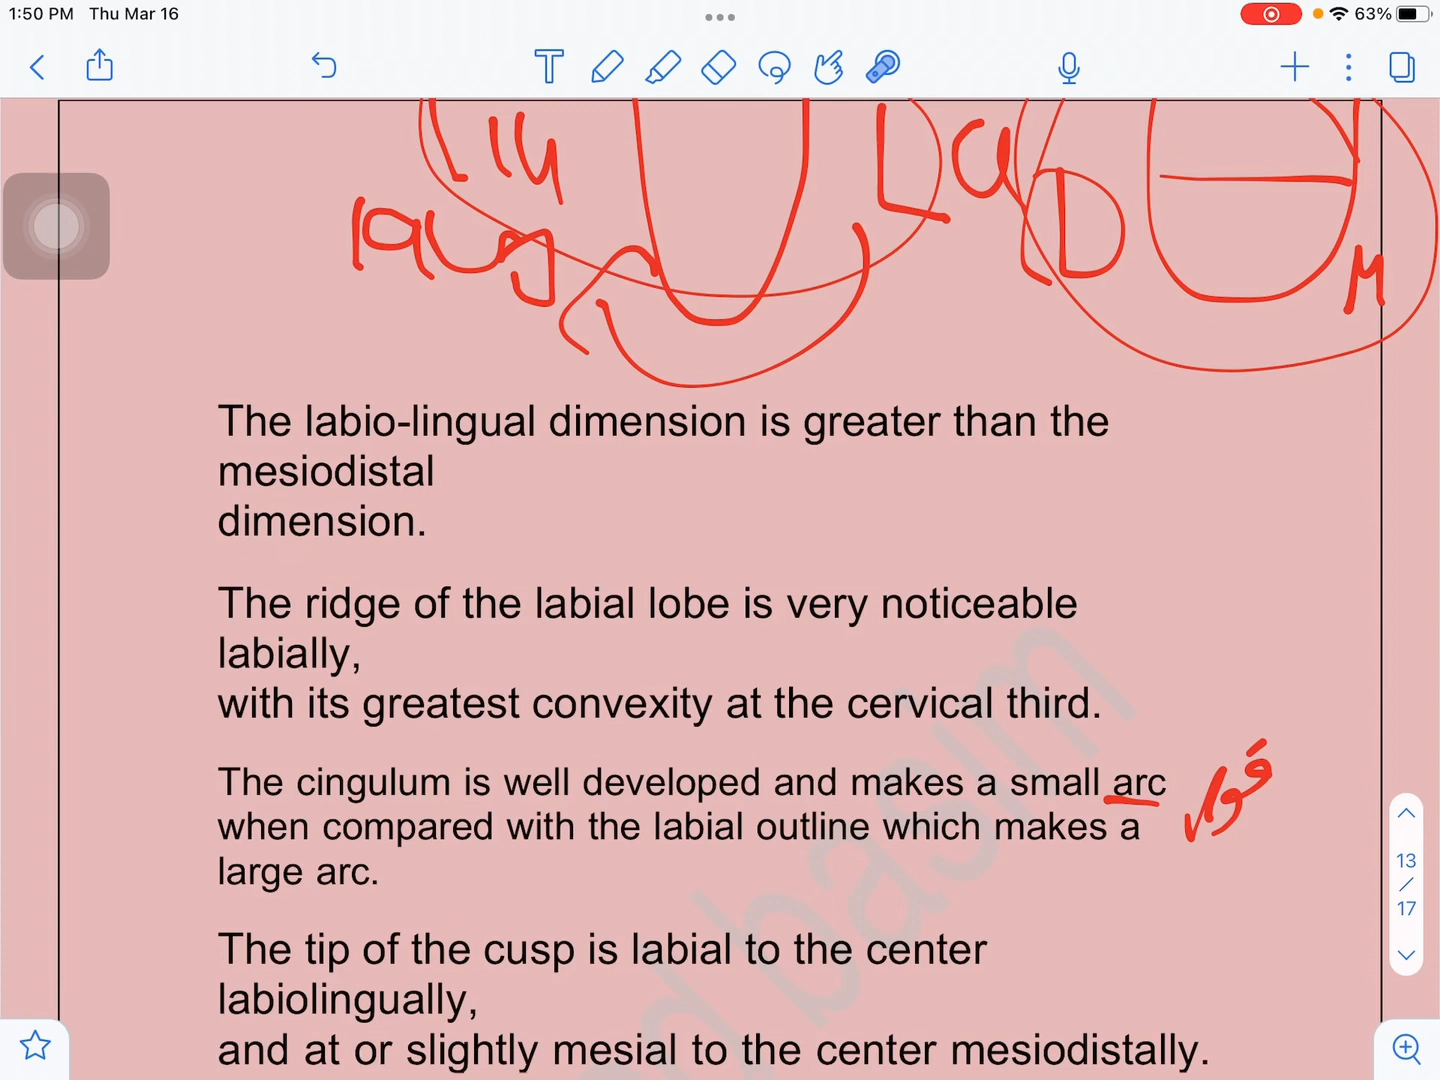 1:50 PM Thu Mar 16
63%
La
D
M
The labio-lingual dimension is greater than the
mesiodistal
dimension.
The ridge of the labial lobe is very noticeable
labially,
with its greatest convexity at the cervical third.
The cingulum is well developed and makes a small arc
when compared with the labial outline which makes a
large arc.
The tip of the cusp is labial to the center
labiolingually,
and at or slightly mesial to the center mesiodistally.
13
/
17
basim